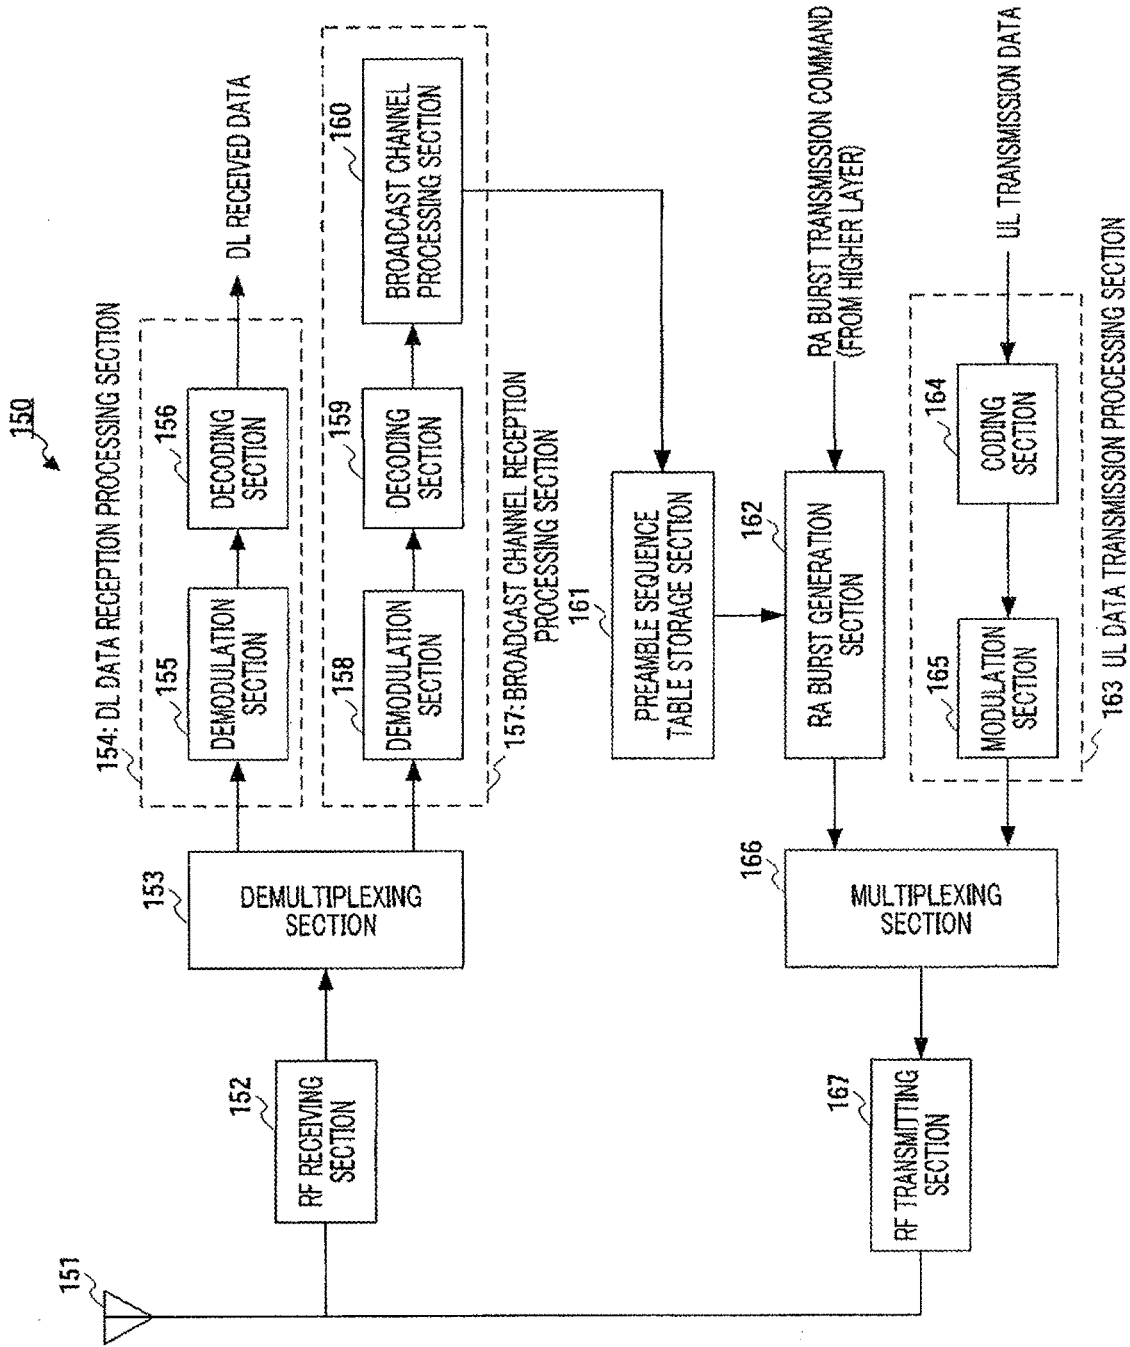 150
154: DL DATA RECEPTION PROCESSING SECTION
155
DEMODULATION
SECTION
156
DECODING
SECTION
DL RECEIVED DATA
151
152
RF RECEIVING
SECTION
153
DEMULTIPLEXING
SECTION
158
DEMODULATION
SECTION
159
DECODING
SECTION
160
BROADCAST CHANNEL
PROCESSING SECTION
157: BROADCAST CHANNEL RECEPTION
PROCESSING SECTION
161
PREAMBLE SEQUENCE
TABLE STORAGE SECTION
162
RA BURST GENERATION
SECTION
RA BURST TRANSMISSION COMMAND
(FROM HIGHER LAYER)
167
RF TRANSMITTING
SECTION
166
MULTIPLEXING
SECTION
165
MODULATION
SECTION
164
CODING
SECTION
UL TRANSMISSION DATA
163 UL DATA TRANSMISSION PROCESSING SECTION